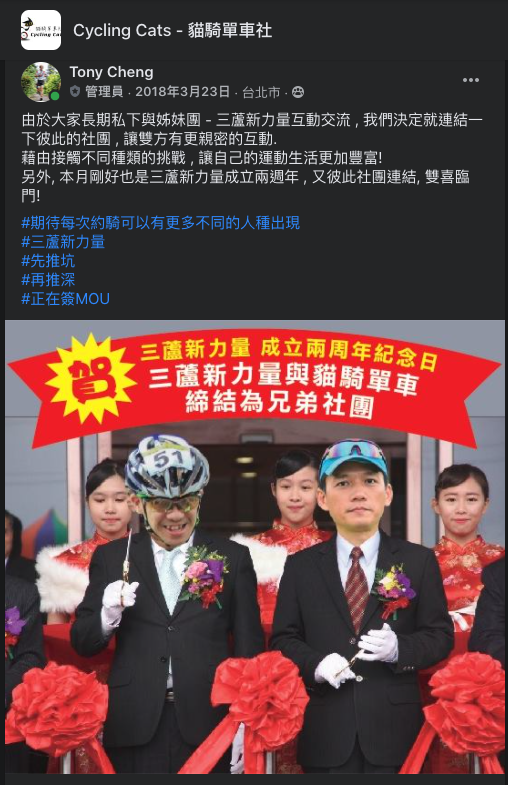 Cycling Cats - 貓騎單車社
Tony Cheng
管理員 · 2018年3月23日 · 台北市 ·
由於大家長期私下與姊妹團 - 三蘆新力量互動交流 , 我們決定就連結一
下彼此的社團 , 讓雙方有更親密的互動.
藉由接觸不同種類的挑戰 , 讓自己的運動生活更加豐富!
另外, 本月剛好也是三蘆新力量成立兩週年 , 又彼此社團連結, 雙喜臨
門!
#期待每次約騎可以有更多不同的人種出現
#三蘆新力量
#先推坑
#再推深
#正在簽MOU
賀
三蘆新力量 成立兩周年紀念日
三蘆新力量與貓騎單車
締結為兄弟社團
51